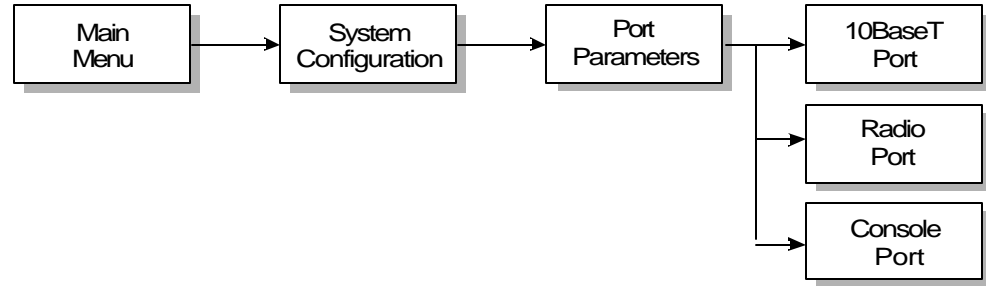 Main
Menu
System
Configuration
Port
Parameters
10BaseT
Port
Radio
Port
Console
Port